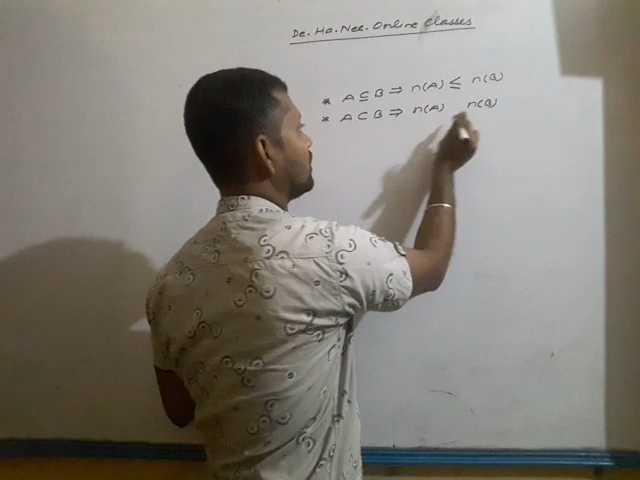 De. Ha. Nee. Online Classes
* A ⊆ B ⇒ n(A) ≤ n(B)
* A ⊂ B ⇒ n(A) n(B)